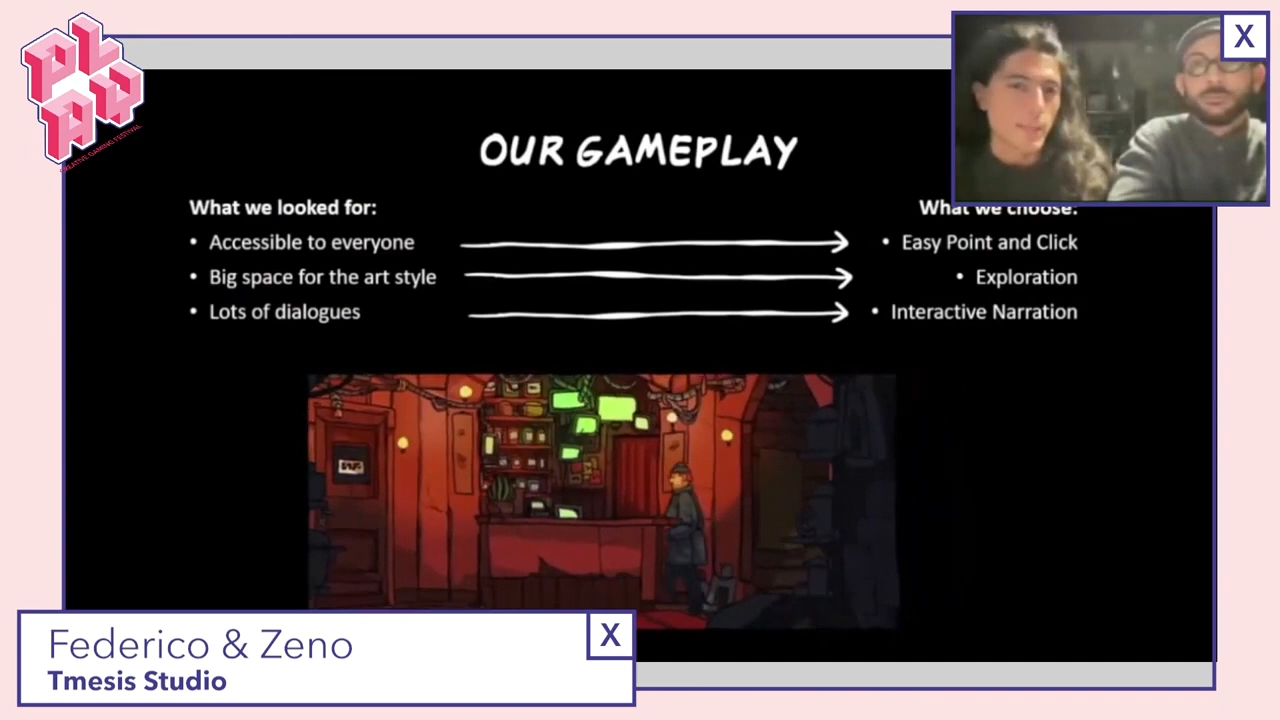 PLAY
CREATIVE GAMING FESTIVAL
X
OUR GAMEPLAY
What we looked for:
• Accessible to everyone
• Big space for the art style
• Lots of dialogues
What we choose:
• Easy Point and Click
• Exploration
• Interactive Narration
Federico & Zeno
Tmesis Studio
X